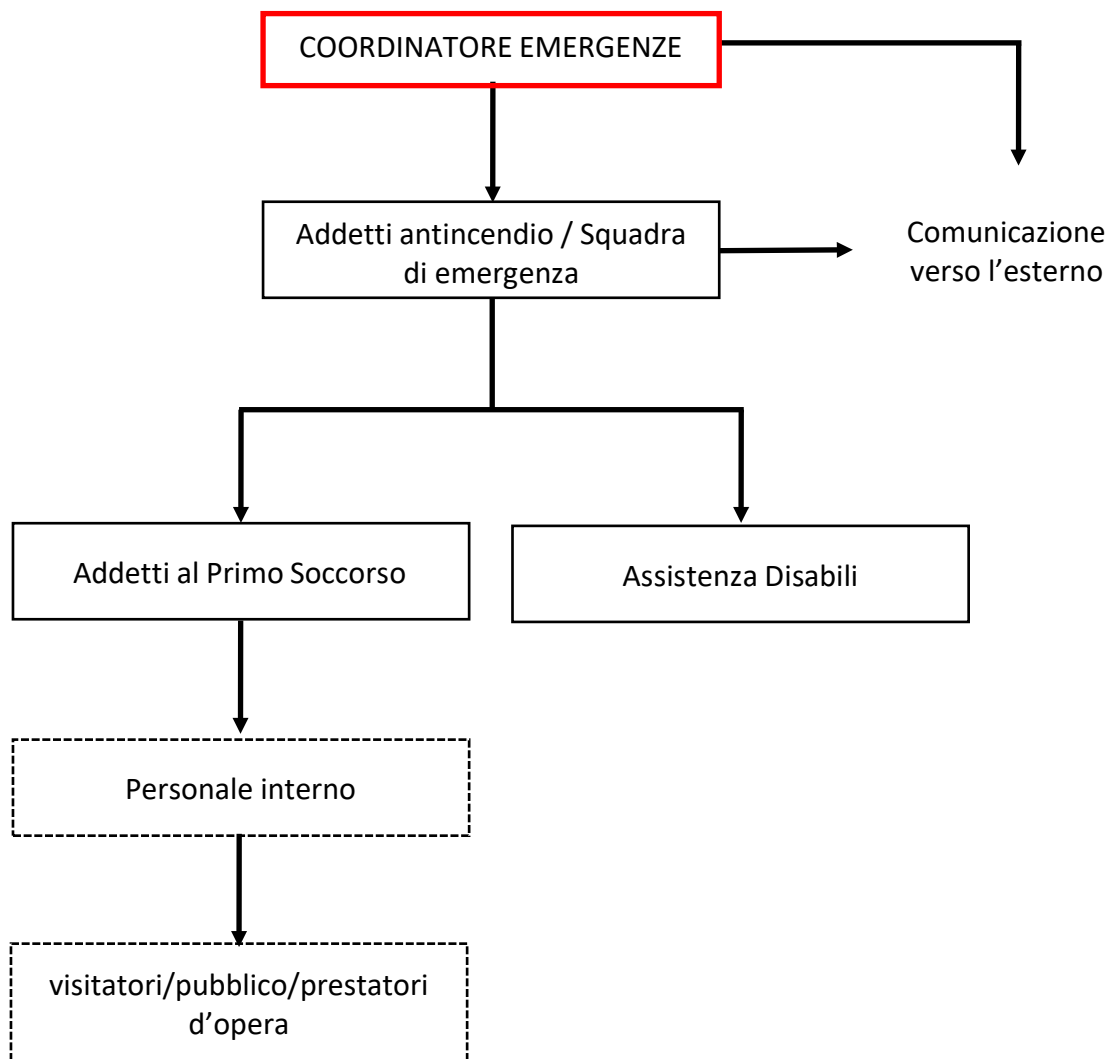 COORDINATORE EMERGENZE
Addetti antincendio / Squadra
di emergenza
Comunicazione
verso l’esterno
Addetti al Primo Soccorso
Assistenza Disabili
Personale interno
visitatori/pubblico/prestatori
d’opera